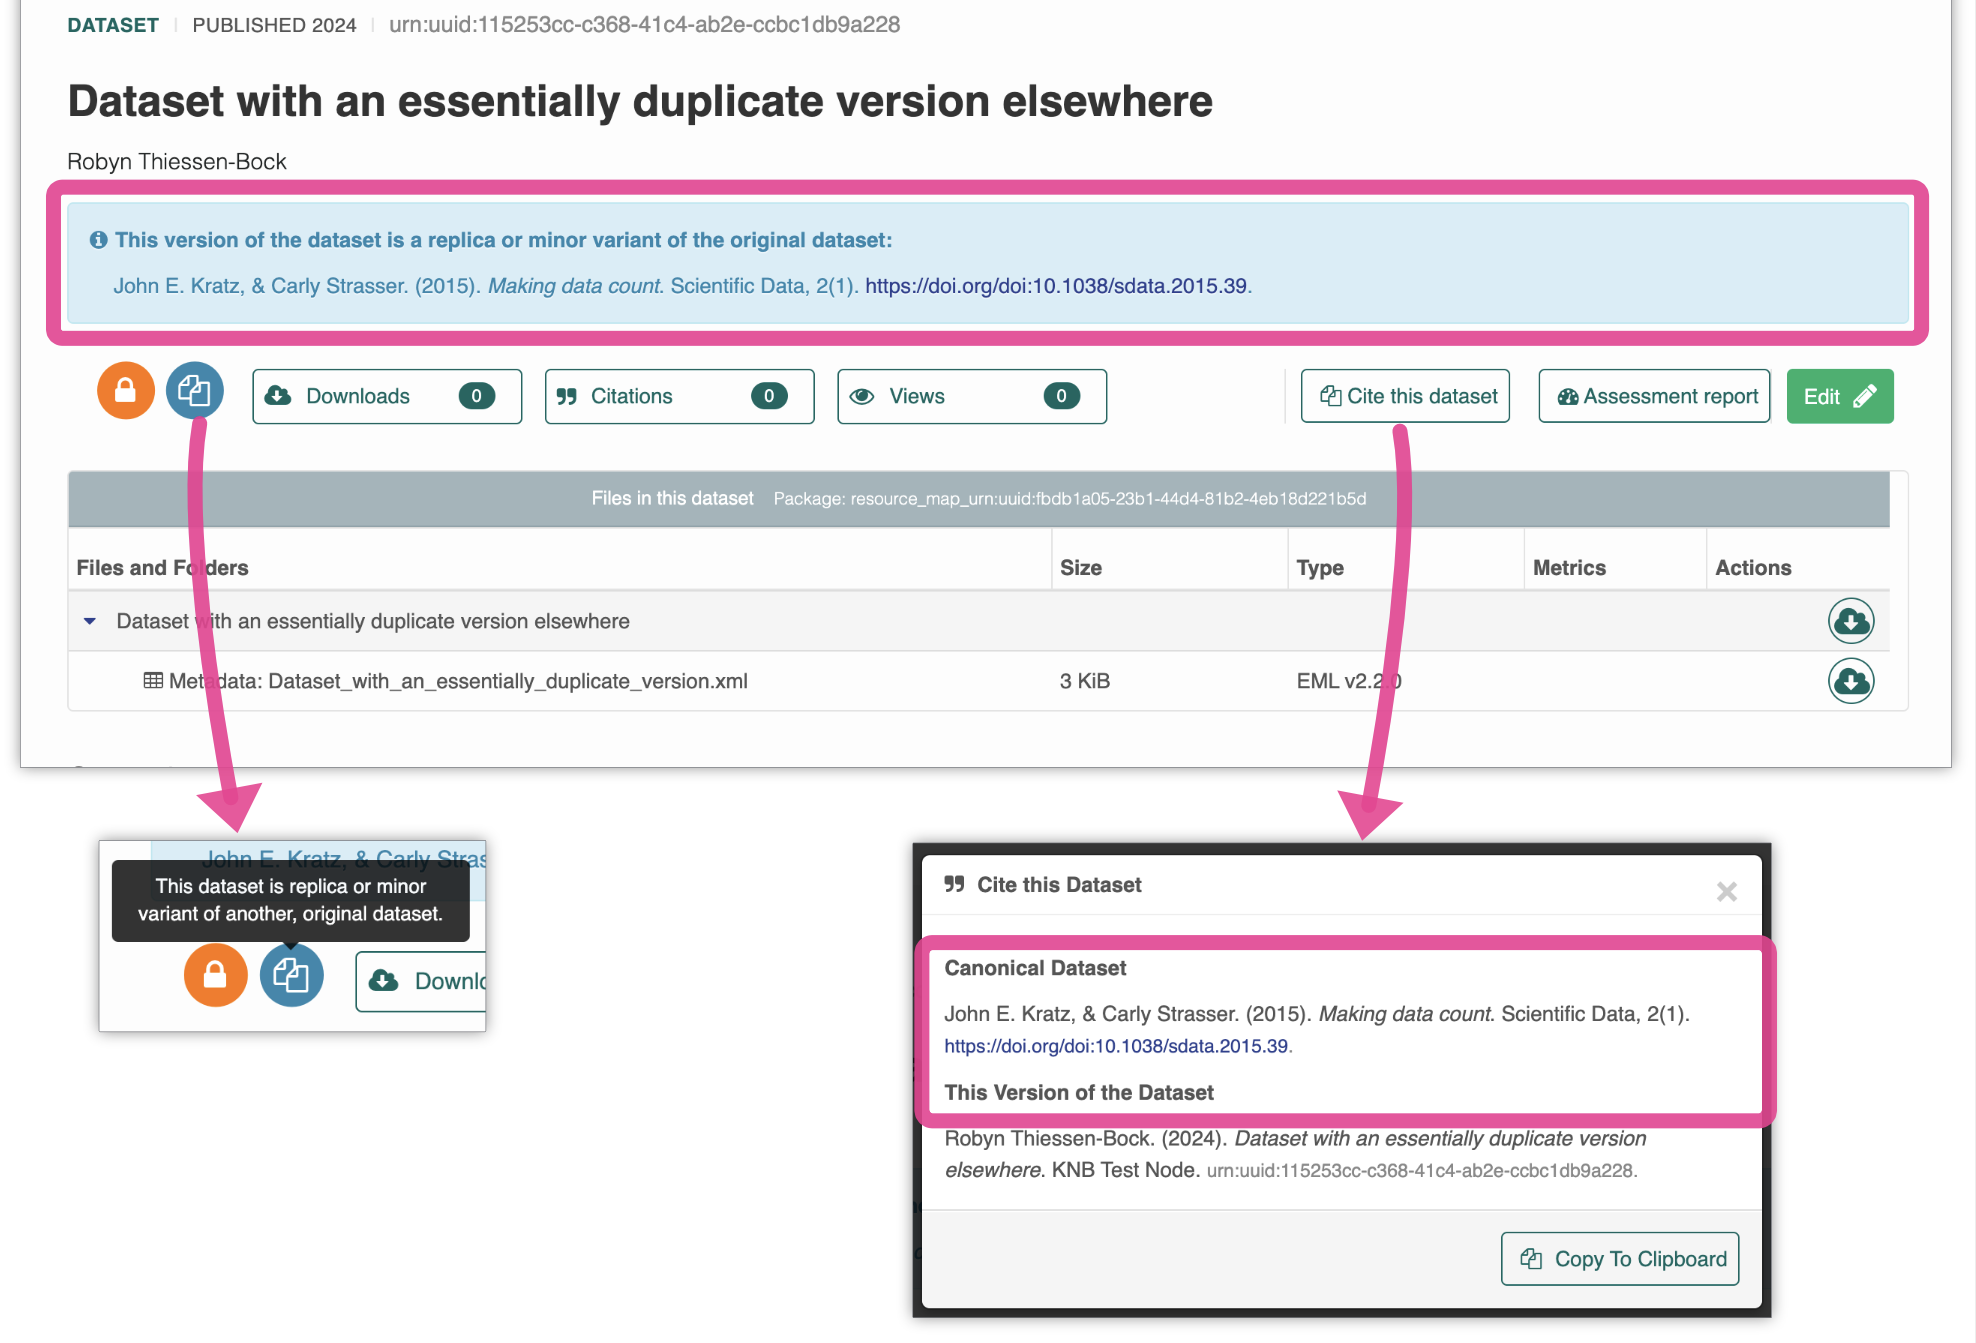 DATASET PUBLISHED 2024 urn:uuid:115253cc-c368-41c4-ab2e-ccbc1db9a228
Dataset with an essentially duplicate version elsewhere
Robyn Thiessen-Bock
This version of the dataset is a replica or minor variant of the original dataset:
John E. Kratz, & Carly Strasser. (2015). Making data count. Scientific Data, 2(1). https://doi.org/doi:10.1038/sdata.2015.39.
Downloads 0 Citations 0 Views 0 Cite this dataset Assessment report Edit
Files in this dataset Package: resource_map_urn:uuid:fbdb1a05-23b1-44d4-81b2-4eb18d221b5d
Files and Folders Size Type Metrics Actions
Dataset with an essentially duplicate version elsewhere
Metadata: Dataset_with_an_essentially_duplicate_version.xml 3 KiB EML v2.2.0
John E. Kratz, & Carly Stras
This dataset is replica or minor
variant of another, original dataset.
Downlo
Cite this Dataset
Canonical Dataset
John E. Kratz, & Carly Strasser. (2015). Making data count. Scientific Data, 2(1).
https://doi.org/doi:10.1038/sdata.2015.39.
This Version of the Dataset
Robyn Thiessen-Bock. (2024). Dataset with an essentially duplicate version
elsewhere. KNB Test Node. urn:uuid:115253cc-c368-41c4-ab2e-ccbc1db9a228.
Copy To Clipboard